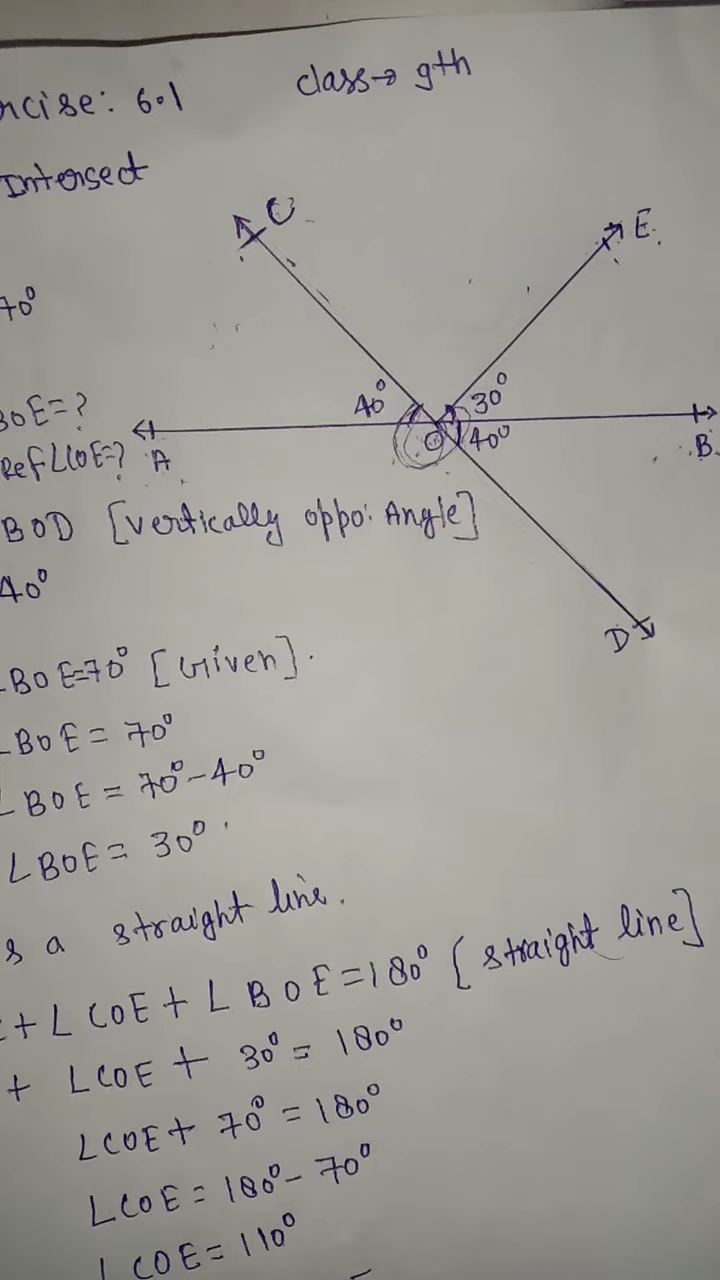 ncise: 6.1 class→ 9th
Intersect
C
E.
70°
40° 30°
BOE=?
40°
Ref∠COE=? A O B.
BOD [vertically oppo. Angle]
40°
D
∠BOE=70° [Given].
∠BOE = 70°
∠BOE = 70°-40°
∠BOE = 30°.
s a straight line.
+∠COE+∠BOE=180° [straight line]
+ ∠COE + 30° = 180°
∠COE+ 70° = 180°
∠COE = 180°- 70°
∠COE = 110°